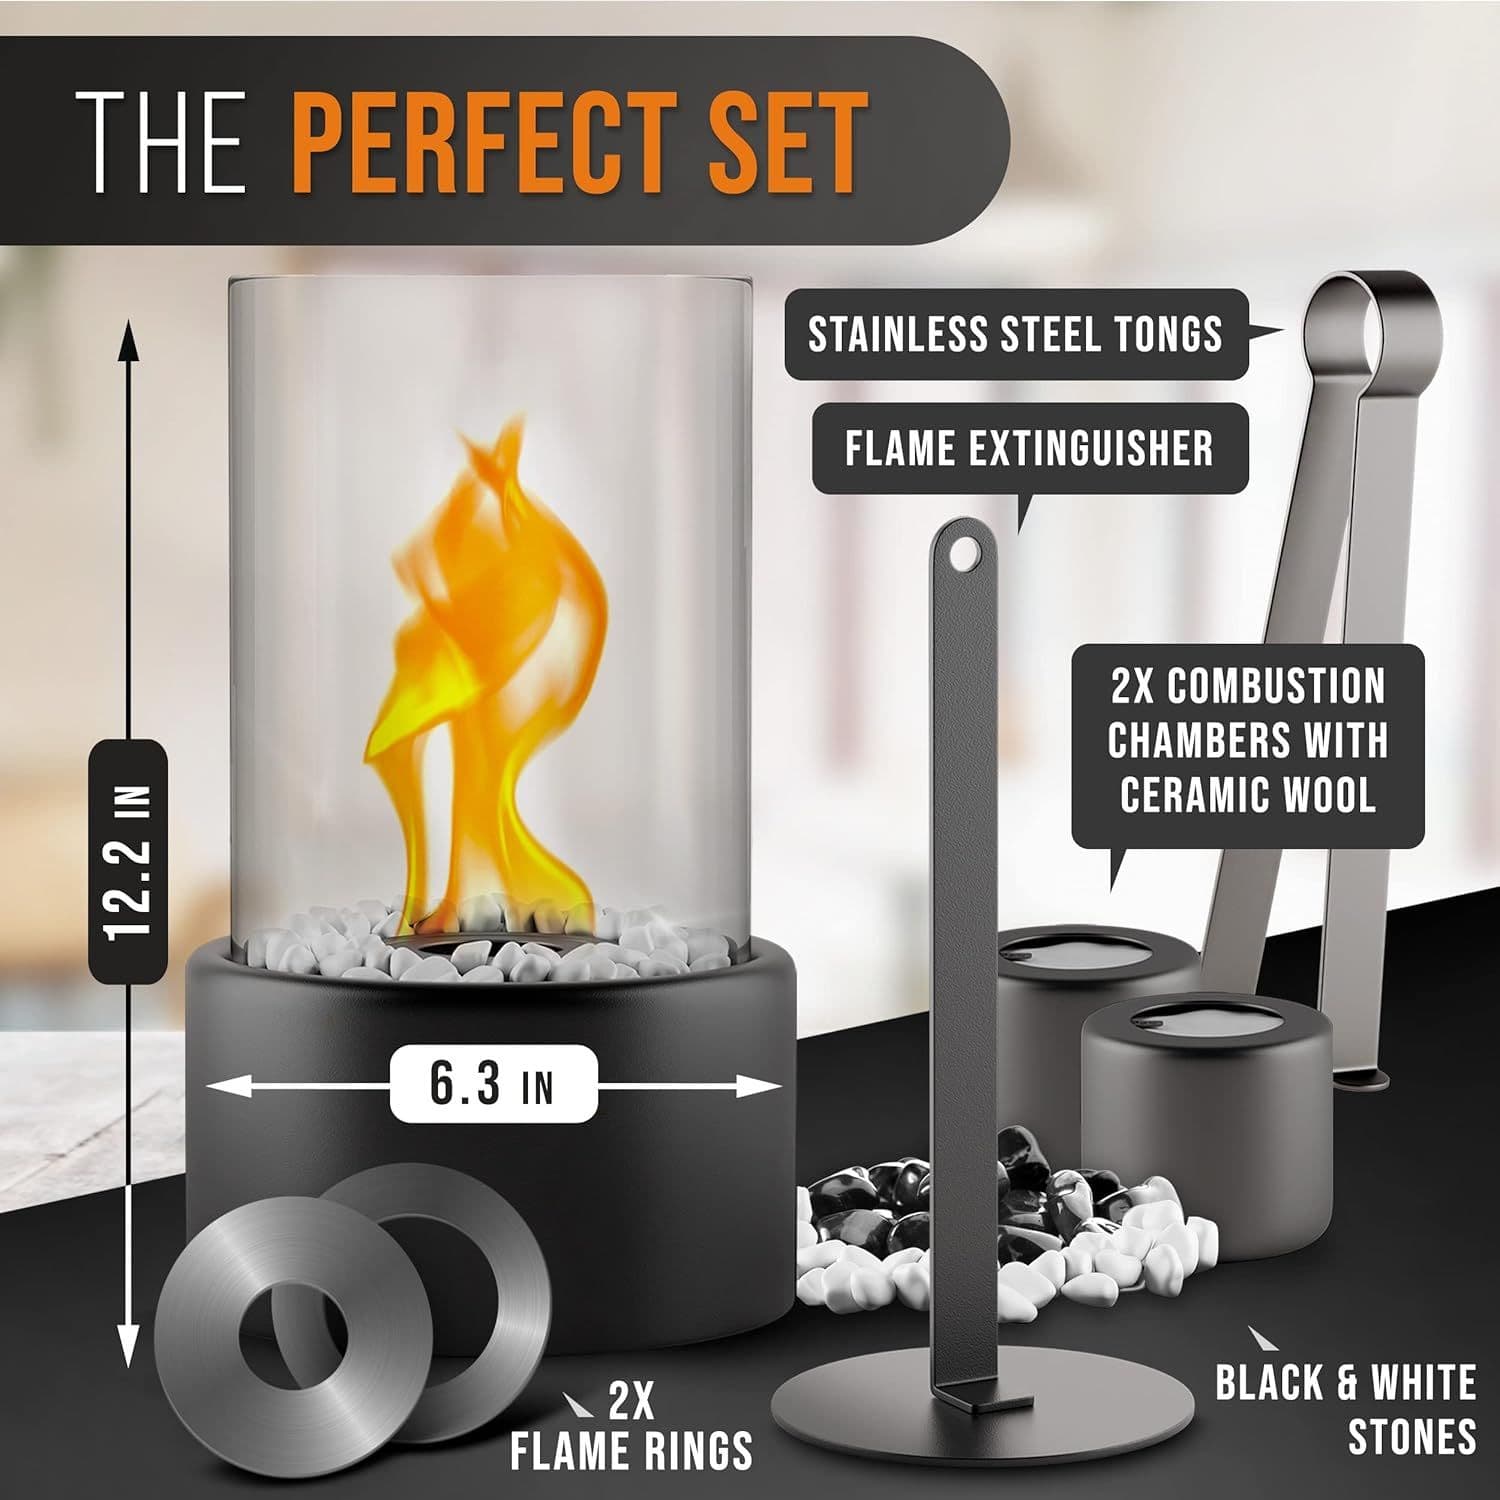 THE PERFECT SET
STAINLESS STEEL TONGS
FLAME EXTINGUISHER
2X COMBUSTION
CHAMBERS WITH
CERAMIC WOOL
12.2 IN
6.3 IN
2X
FLAME RINGS
BLACK & WHITE
STONES